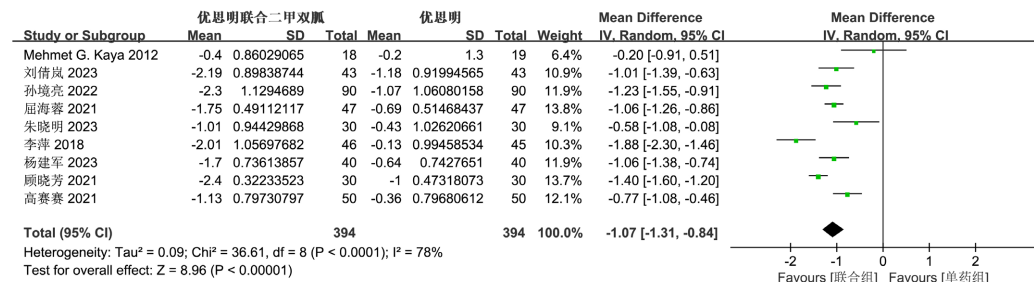 优思明联合二甲双胍 优思明 Mean Difference Mean Difference
Study or Subgroup Mean SD Total Mean SD Total Weight IV, Random, 95% CI IV, Random, 95% CI
Mehmet G. Kaya 2012 -0.4 0.86029065 18 -0.2 1.3 19 6.4% -0.20 [-0.91, 0.51]
刘倩岚 2023 -2.19 0.89838744 43 -1.18 0.91994565 43 10.9% -1.01 [-1.39, -0.63]
孙境亮 2022 -2.3 1.1294689 90 -1.07 1.06080158 90 11.9% -1.23 [-1.55, -0.91]
屈海蓉 2021 -1.75 0.49112117 47 -0.69 0.51468437 47 13.8% -1.06 [-1.26, -0.86]
朱晓明 2023 -1.01 0.94429868 30 -0.43 1.02620661 30 9.1% -0.58 [-1.08, -0.08]
李萍 2018 -2.01 1.05697682 46 -0.13 0.99458534 45 10.3% -1.88 [-2.30, -1.46]
杨建军 2023 -1.7 0.73613857 40 -0.64 0.7427651 40 11.9% -1.06 [-1.38, -0.74]
顾晓芳 2021 -2.4 0.32233523 30 -1 0.47318073 30 13.7% -1.40 [-1.60, -1.20]
高赛赛 2021 -1.13 0.79730797 50 -0.36 0.79680612 50 12.1% -0.77 [-1.08, -0.46]
Total (95% CI) 394 394 100.0% -1.07 [-1.31, -0.84]
Heterogeneity: Tau² = 0.09; Chi² = 36.61, df = 8 (P < 0.0001); I² = 78%
Test for overall effect: Z = 8.96 (P < 0.00001)
-2 -1 0 1 2
Favours [联合组] Favours [单药组]